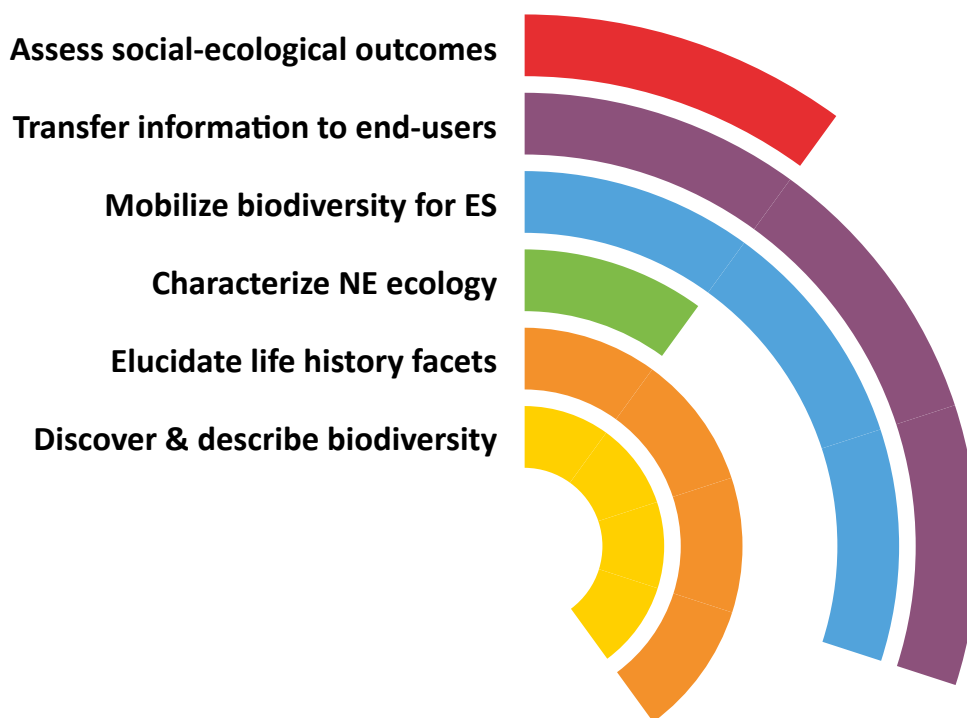 Assess social-ecological outcomes
Transfer information to end-users
Mobilize biodiversity for ES
Characterize NE ecology
Elucidate life history facets
Discover & describe biodiversity